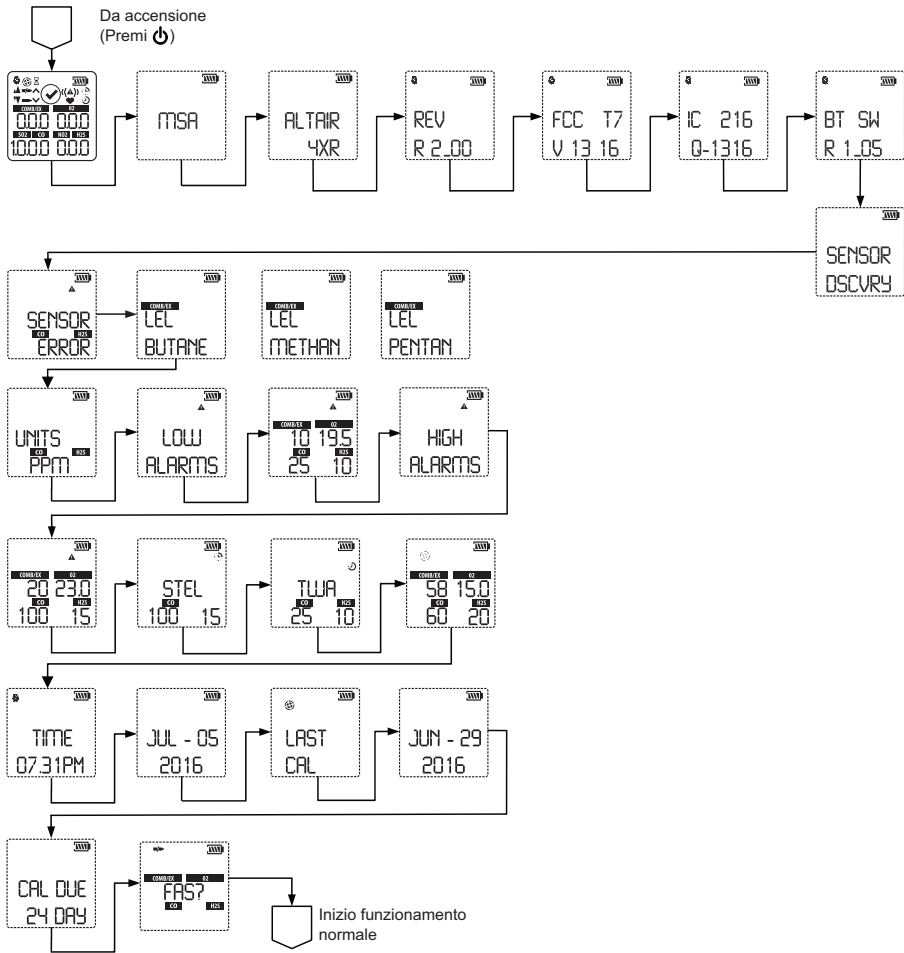 Da accensione
(Premi ⏻)
COMB/EX O2
0.0.0 0.0.0
SO2 CO NO2 H2S
1.0.0.0 0.0.0
MSA
ALTAIR
4XR
REV
R 2_00
FCC T7
V 13 16
IC 216
Q-1316
BT SW
R 1_05
SENSOR
DSCVRY
SENSOR
CO H2S
ERROR
COMB/EX
LEL
BUTANE
COMB/EX
LEL
METHAN
COMB/EX
LEL
PENTAN
UNITS
CO H2S
PPM
LOW
ALARMS
COMB/EX O2
10 19.5
CO H2S
25 10
HIGH
ALARMS
COMB/EX O2
20 23.0
CO H2S
100 15
STEL
CO H2S
100 15
TWA
CO H2S
25 10
COMB/EX O2
58 15.0
CO H2S
60 20
TIME
07.31PM
JUL - 05
2016
LAST
CAL
JUN - 29
2016
CAL DUE
24 DAY
COMB/EX O2
FAS?
CO H2S
Inizio funzionamento
normale